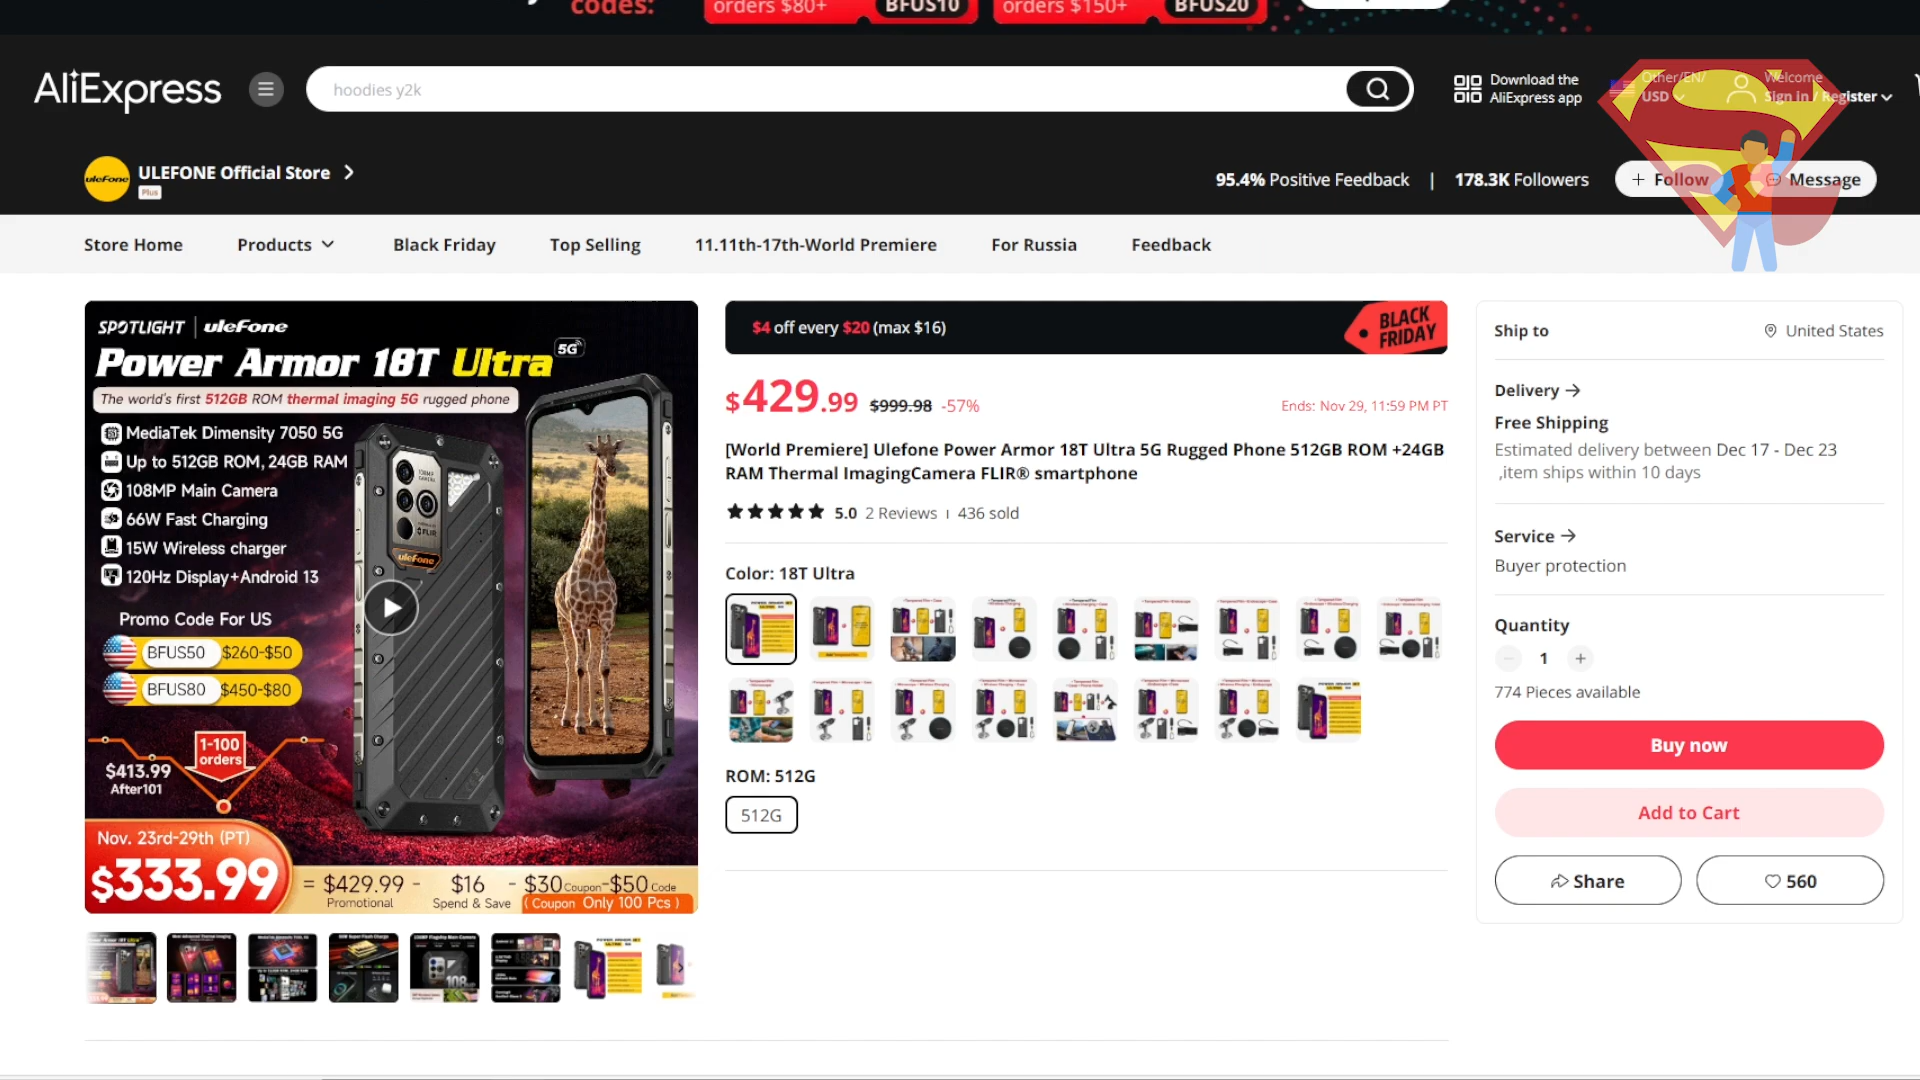 codes:
orders $80+
BFUS10
orders $150+
BFUS20
AliExpress
hoodies y2k
Download the
AliExpress app
Other/EN/
USD
Welcome
Sign in / Register
uleFone
ULEFONE Official Store
Plus
95.4% Positive Feedback | 178.3K Followers
+ Follow
Message
Store Home
Products
Black Friday
Top Selling
11.11th-17th-World Premiere
For Russia
Feedback
SPOTLIGHT | uleFone
Power Armor 18T Ultra 5G
The world's first 512GB ROM thermal imaging 5G rugged phone
MediaTek Dimensity 7050 5G
Up to 512GB ROM, 24GB RAM
108MP Main Camera
66W Fast Charging
15W Wireless charger
120Hz Display+Android 13
Promo Code For US
BFUS50 $260-$50
BFUS80 $450-$80
1-100
orders
$413.99
After101
Nov. 23rd-29th (PT)
$333.99
= $429.99 - $16 - $30 Coupon -$50 Code
Promotional Spend & Save ( Coupon Only 100 Pcs )
FLIR
uleFone
$4 off every $20 (max $16)
BLACK
FRIDAY
$429.99 $999.98 -57%
Ends: Nov 29, 11:59 PM PT
[World Premiere] Ulefone Power Armor 18T Ultra 5G Rugged Phone 512GB ROM +24GB
RAM Thermal ImagingCamera FLIR® smartphone
5.0 2 Reviews 436 sold
Color: 18T Ultra
ROM: 512G
512G
Ship to
United States
Delivery
Free Shipping
Estimated delivery between Dec 17 - Dec 23
,item ships within 10 days
Service
Buyer protection
Quantity
1 +
774 Pieces available
Buy now
Add to Cart
Share
560